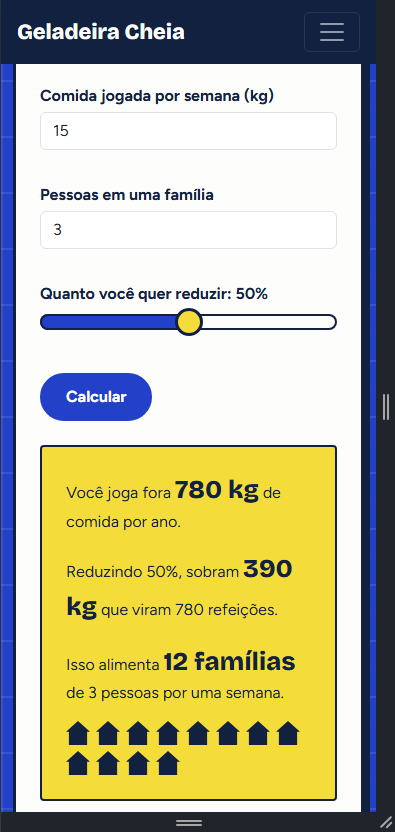 Geladeira Cheia
Comida jogada por semana (kg)
15
Pessoas em uma família
3
Quanto você quer reduzir: 50%
Calcular
Você joga fora 780 kg de
comida por ano.
Reduzindo 50%, sobram 390
kg que viram 780 refeições.
Isso alimenta 12 famílias
de 3 pessoas por uma semana.